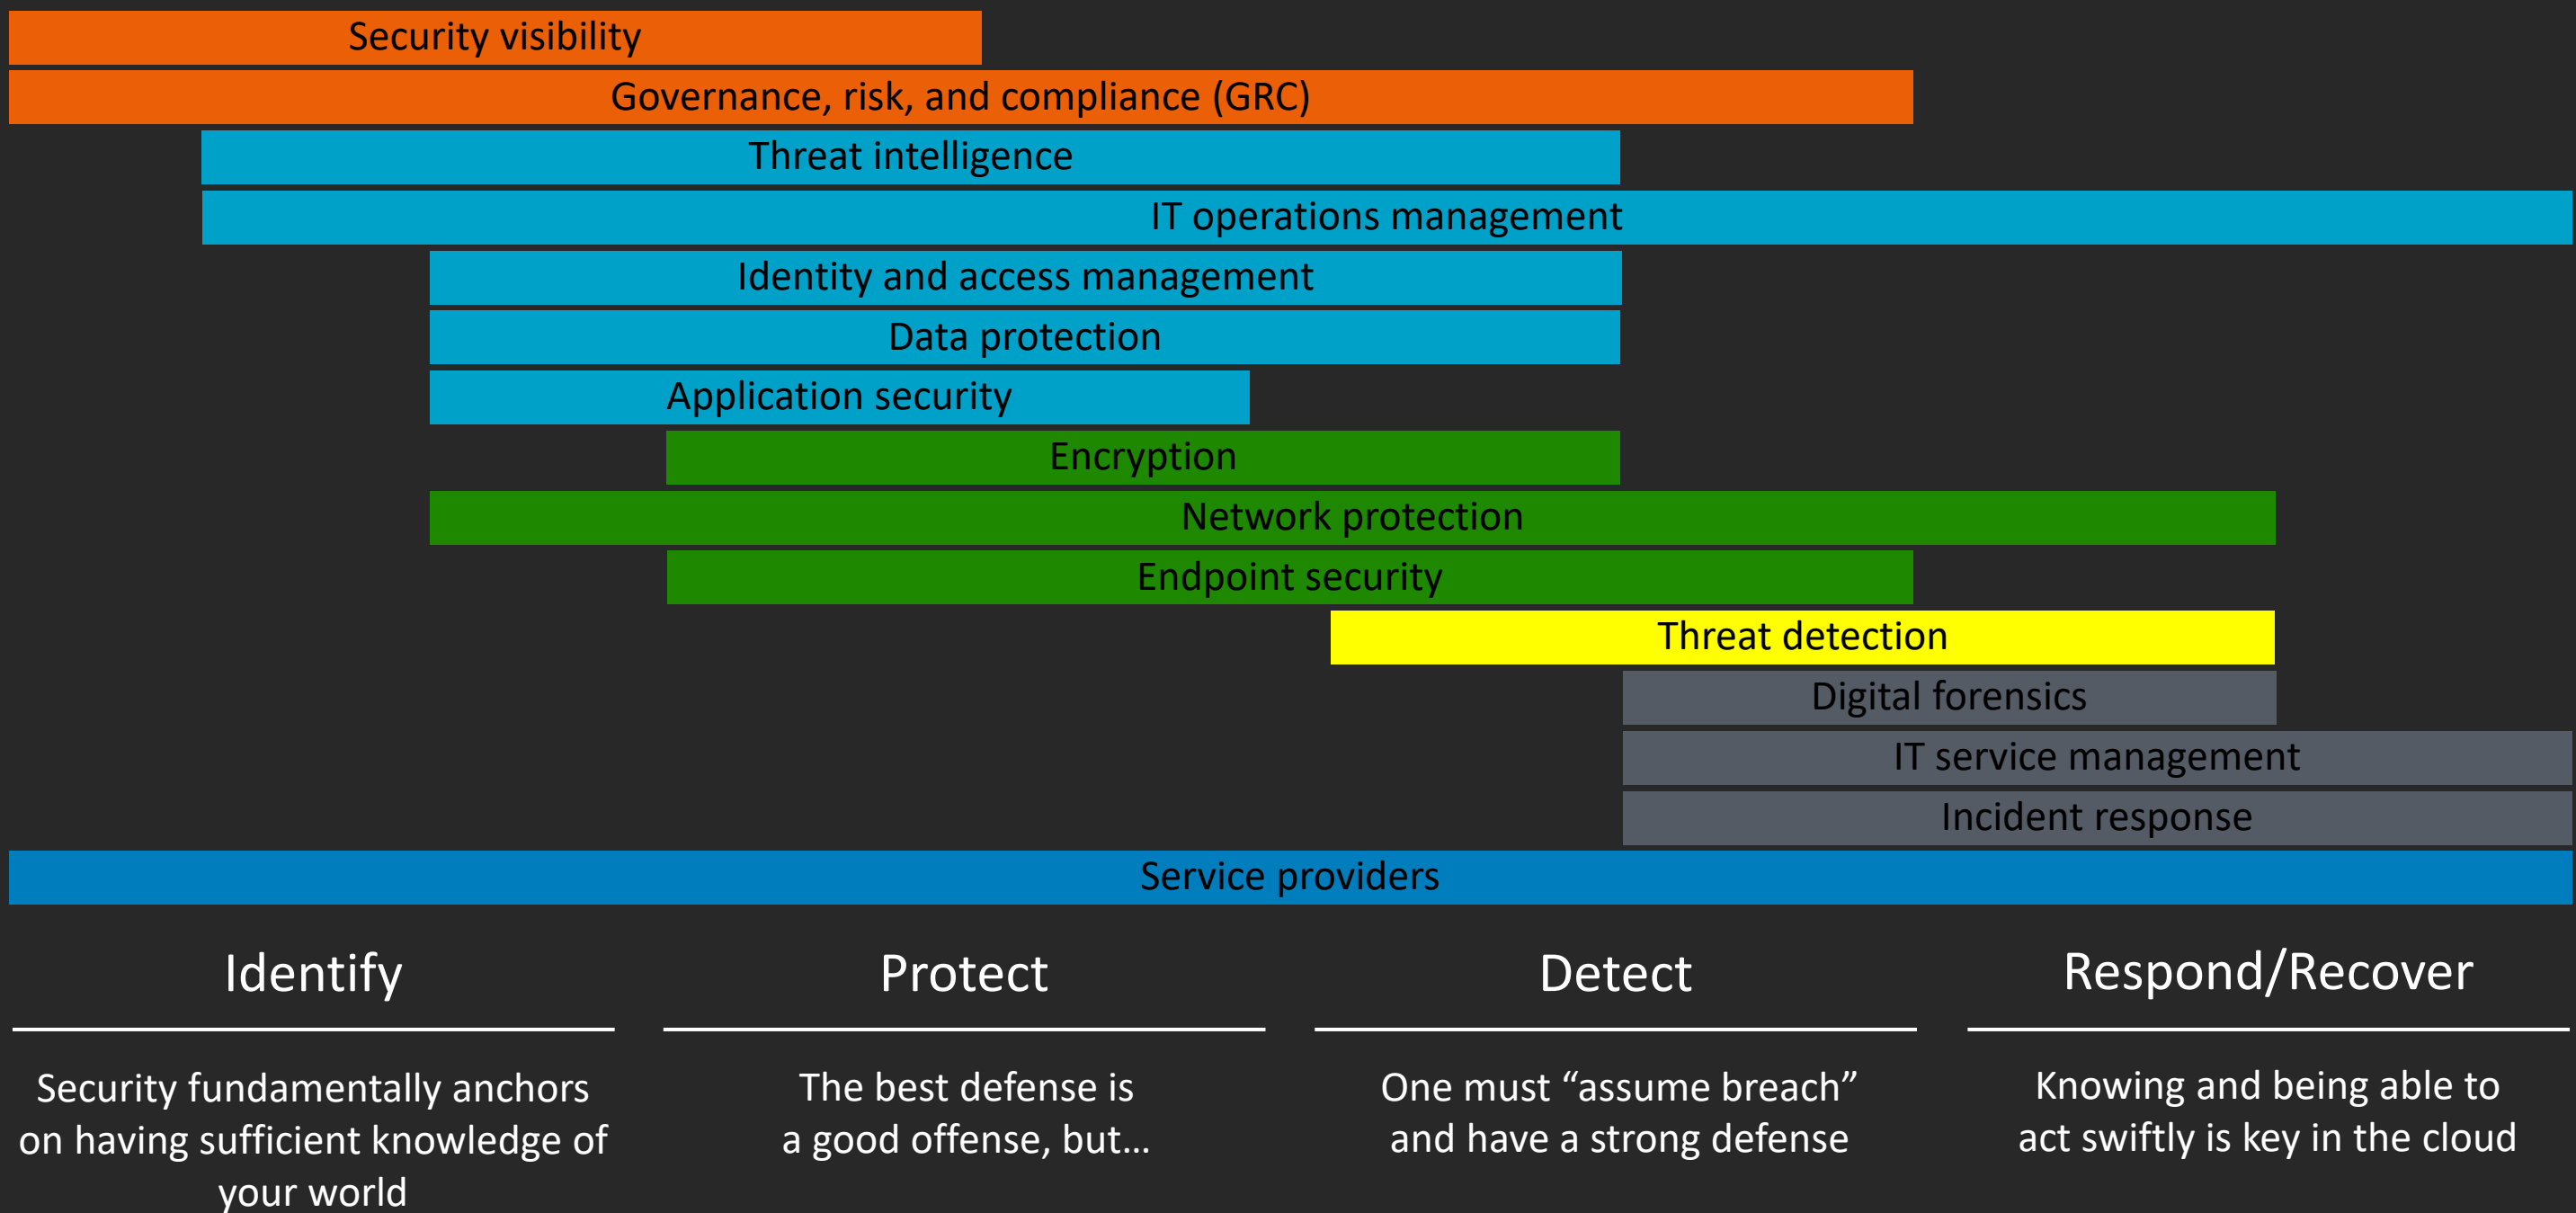 Security visibility
Governance, risk, and compliance (GRC)
Threat intelligence
IT operations management
Identity and access management
Data protection
Application security
Encryption
Network protection
Endpoint security
Threat detection
Digital forensics
IT service management
Incident response
Service providers
Identify
Security fundamentally anchors
on having sufficient knowledge of
your world
Protect
The best defense is
a good offense, but...
Detect
One must “assume breach”
and have a strong defense
Respond/Recover
Knowing and being able to
act swiftly is key in the cloud